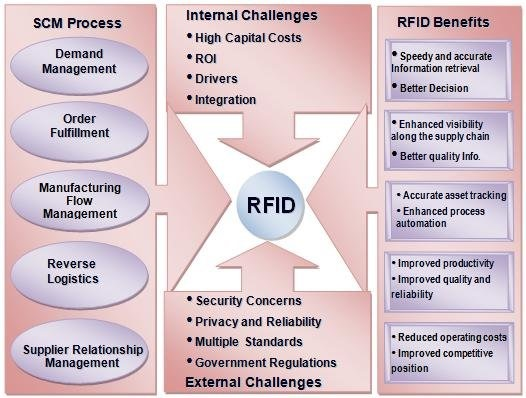 SCM Process
Demand
Management
Order
Fulfillment
Manufacturing
Flow
Management
Reverse
Logistics
Supplier Relationship
Management
Internal Challenges
• High Capital Costs
• ROI
• Drivers
• Integration
RFID
• Security Concerns
• Privacy and Reliability
• Multiple Standards
• Government Regulations
External Challenges
RFID Benefits
• Speedy and accurate
Information retrieval
• Better Decision
• Enhanced visibility
along the supply chain
• Better quality Info.
• Accurate asset tracking
• Enhanced process
automation
• Improved productivity
• Improved quality and
reliability
• Reduced operating costs
• Improved competitive
position